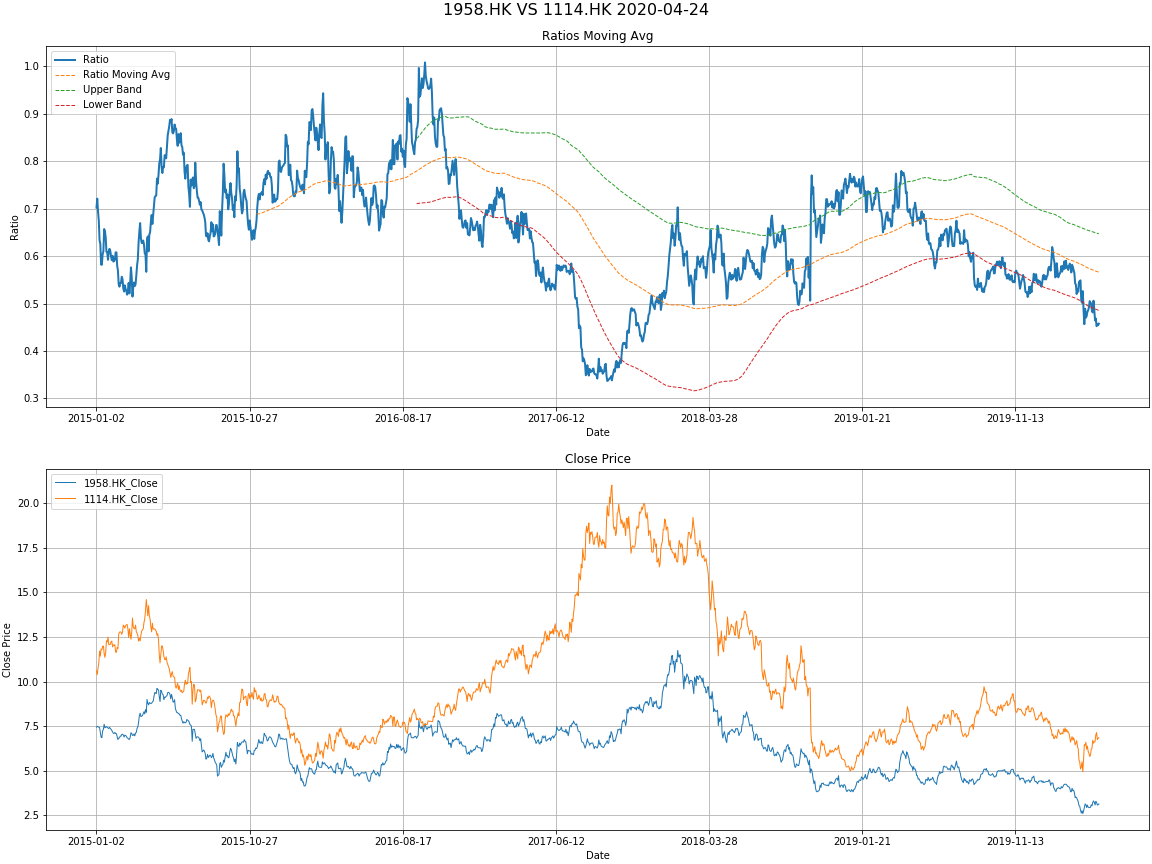 1958.HK VS 1114.HK 2020-04-24
Ratios Moving Avg
Ratio
Ratio Moving Avg
Upper Band
Lower Band
1.0
0.9
0.8
0.7
0.6
0.5
0.4
0.3
Ratio
2015-01-02 2015-10-27 2016-08-17 2017-06-12 2018-03-28 2019-01-21 2019-11-13
Date
Close Price
1958.HK_Close
1114.HK_Close
20.0
17.5
15.0
12.5
10.0
7.5
5.0
2.5
Close Price
2015-01-02 2015-10-27 2016-08-17 2017-06-12 2018-03-28 2019-01-21 2019-11-13
Date